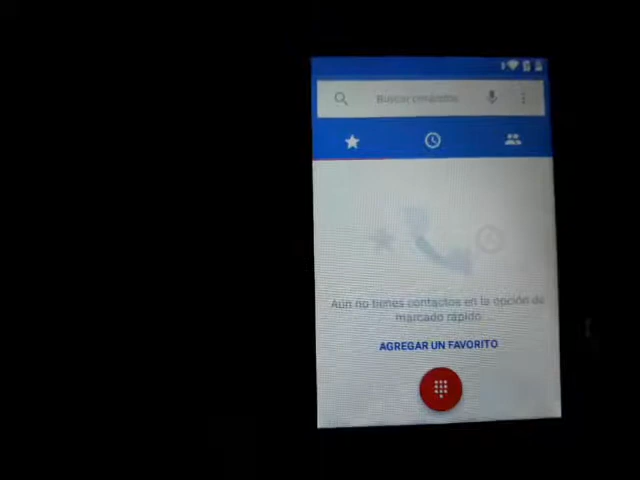 Buscar contactos
Aún no tienes contactos en la opción de
marcado rápido
AGREGAR UN FAVORITO